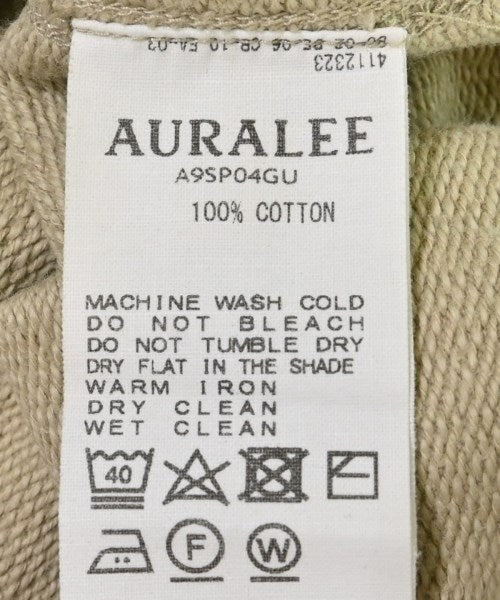 4112323
AURALEE
A9SP04GU
100% COTTON
MACHINE WASH COLD
DO NOT BLEACH
DO NOT TUMBLE DRY
DRY FLAT IN THE SHADE
WARM IRON
DRY CLEAN
WET CLEAN
40
F
W